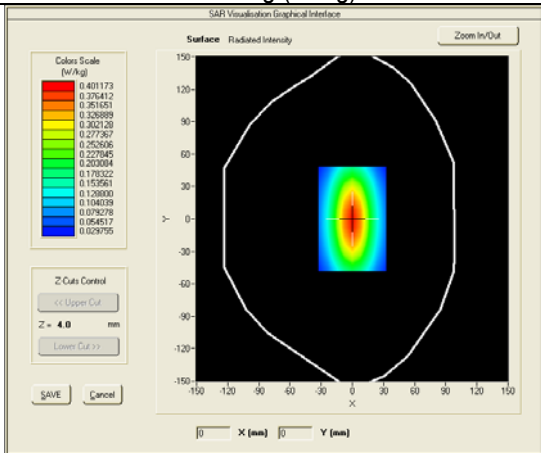 SAR Visualisation Graphical Interface
Surface Radiated Intensity
Zoom In/Out
Colors Scale
(W/kg)
0.401173
0.376412
0.351651
0.326889
0.302128
0.277367
0.252606
0.227845
0.203084
0.178322
0.153561
0.128800
0.104039
0.079278
0.054517
0.029755
150
120
90
60
30
0
-30
-60
-90
-120
-150
Y
-150 -120 -90 -60 -30 0 30 60 90 120 150
X
Z-Cuts Control
<< Upper Cut
Z = 4.0 mm
Lower Cut >>
SAVE Cancel
0 X (mm) 0 Y (mm)